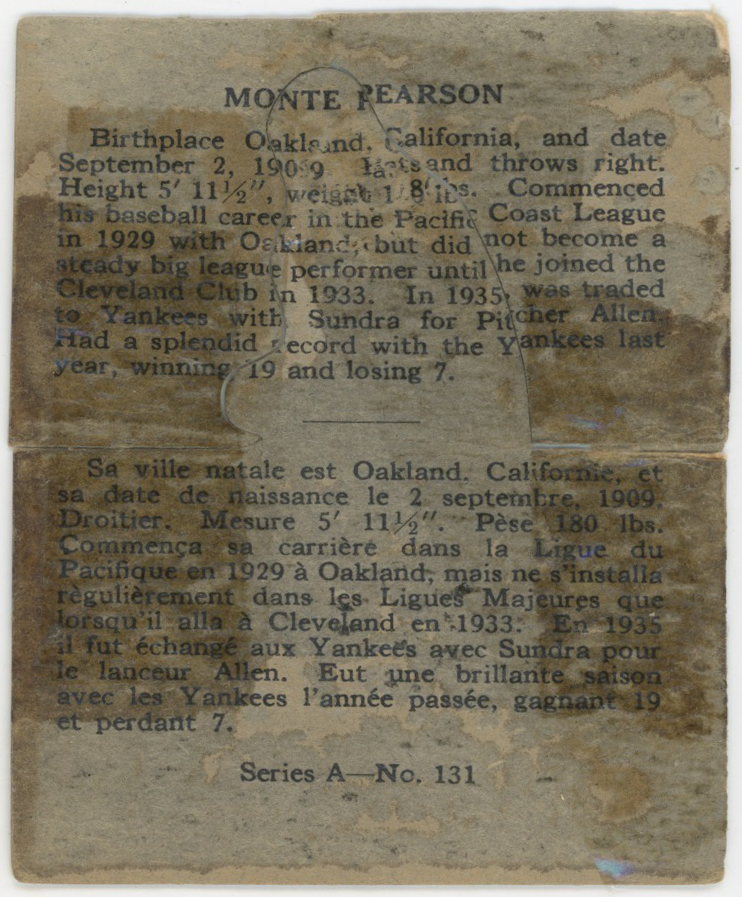 MONTE PEARSON
Birthplace Oakland, California, and date
September 2, 1909 and throws right.
Height 5′ 11½″, weight lbs. Commenced
his baseball career in the Pacific Coast League
in 1929 with Oakland, but did not become a
steady big league performer until he joined the
Cleveland Club in 1933. In 1935, was traded
to Yankees with Sundra for Pitcher Allen.
Had a splendid record with the Yankees last
year, winning 19 and losing 7.
Sa ville natale est Oakland, Californie, et
sa date de naissance le 2 septembre, 1909.
Droitier. Mesure 5′ 11½″. Pèse 180 lbs.
Commença sa carrière dans la Ligue du
Pacifique en 1929 à Oakland, mais ne s'installa
règulièrement dans les Ligues Majeures que
lorsqu'il alla à Cleveland en 1933. En 1935
il fut échangé aux Yankees avec Sundra pour
le lanceur Allen. Eut une brillante saison
avec les Yankees l'année passée, gagnant 19
et perdant 7.
Series A—No. 131